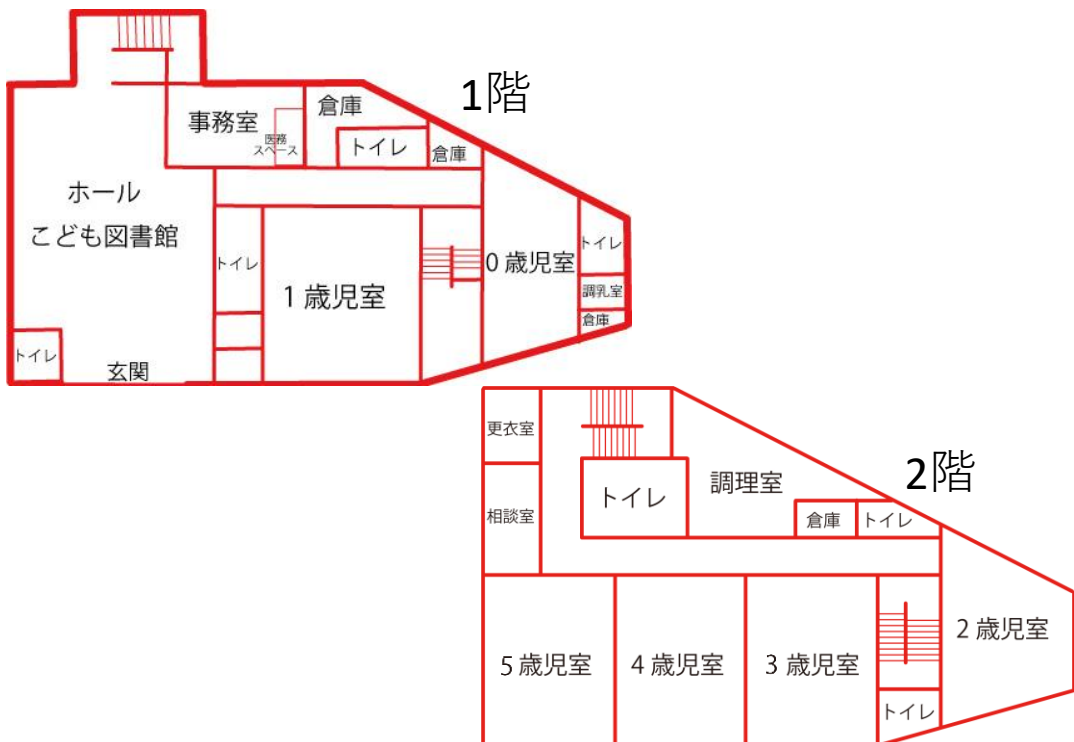 1階
倉庫
事務室
医務
スペース
トイレ
倉庫
ホール
こども図書館
トイレ
1歳児室
0歳児室
トイレ
調乳室
倉庫
トイレ
玄関
2階
更衣室
相談室
トイレ
調理室
倉庫
トイレ
5歳児室
4歳児室
3歳児室
2歳児室
トイレ